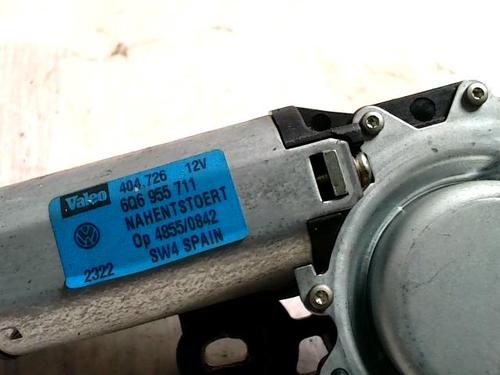 Valeo 404.726 12V
6Q6 955 711
NAHENTSTOERT
Op 4855/0842
2322 SW4 SPAIN